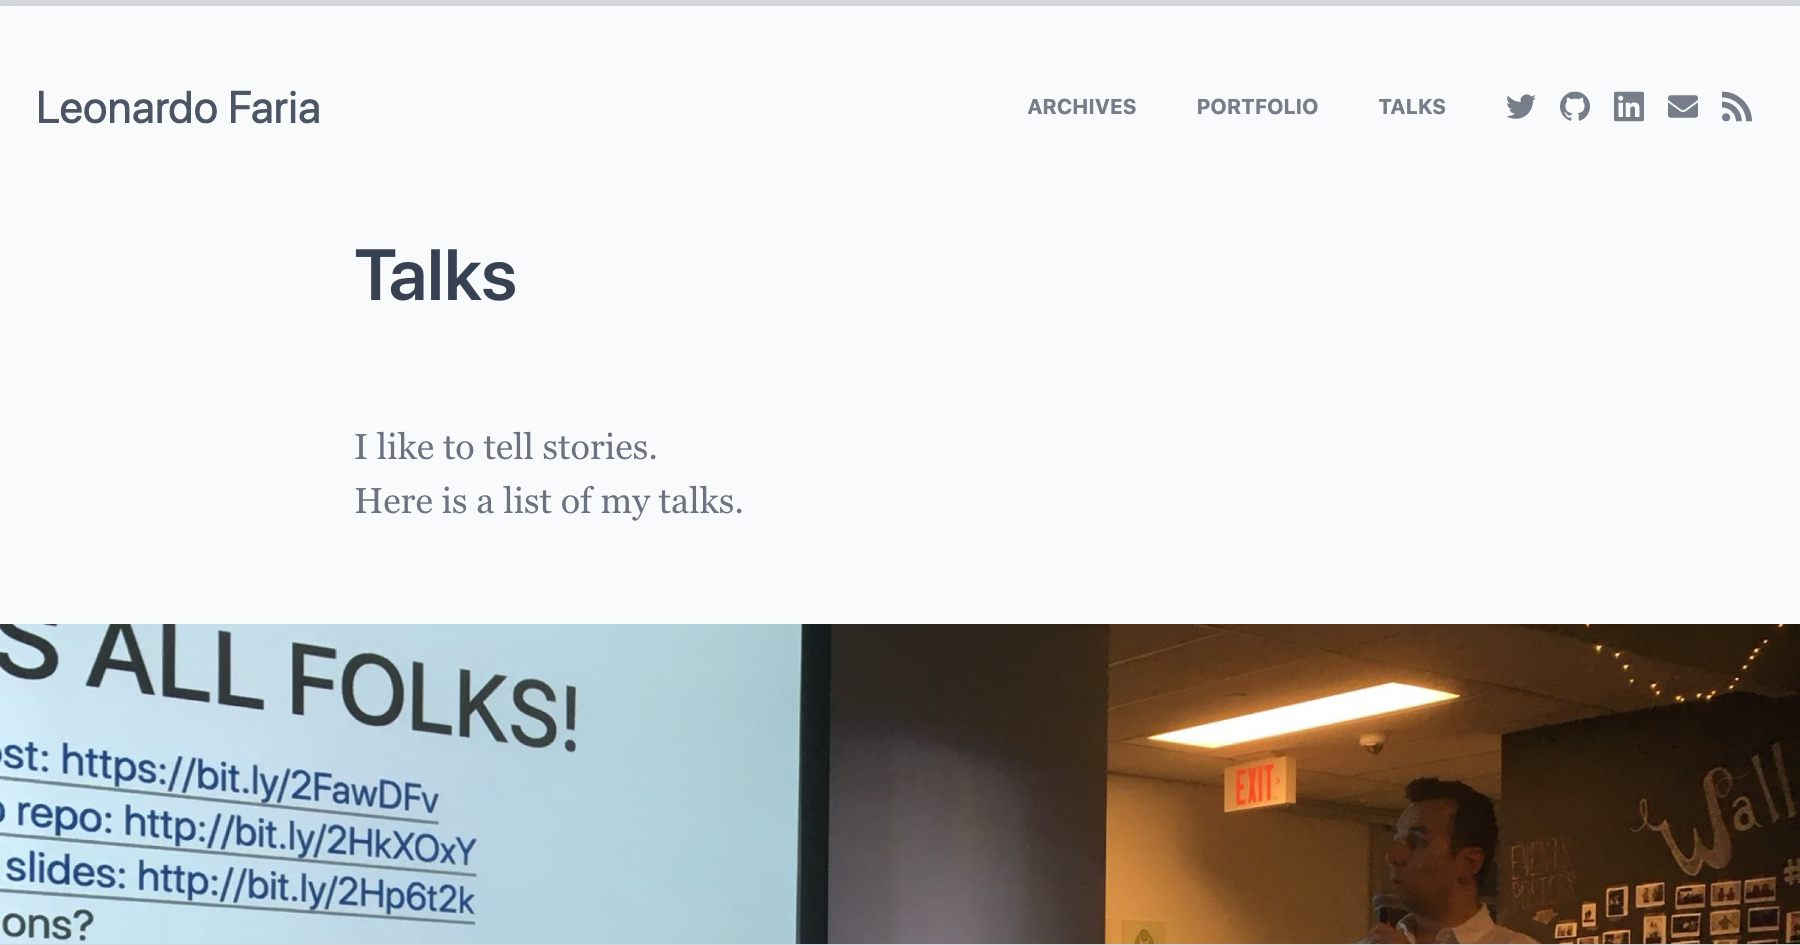 Leonardo Faria
ARCHIVES PORTFOLIO TALKS
Talks
I like to tell stories.
Here is a list of my talks.
S ALL FOLKS!
st: https://bit.ly/2FawDFv
repo: http://bit.ly/2HkXOxY
slides: http://bit.ly/2Hp6t2k
ons?
EXIT
Wall
#